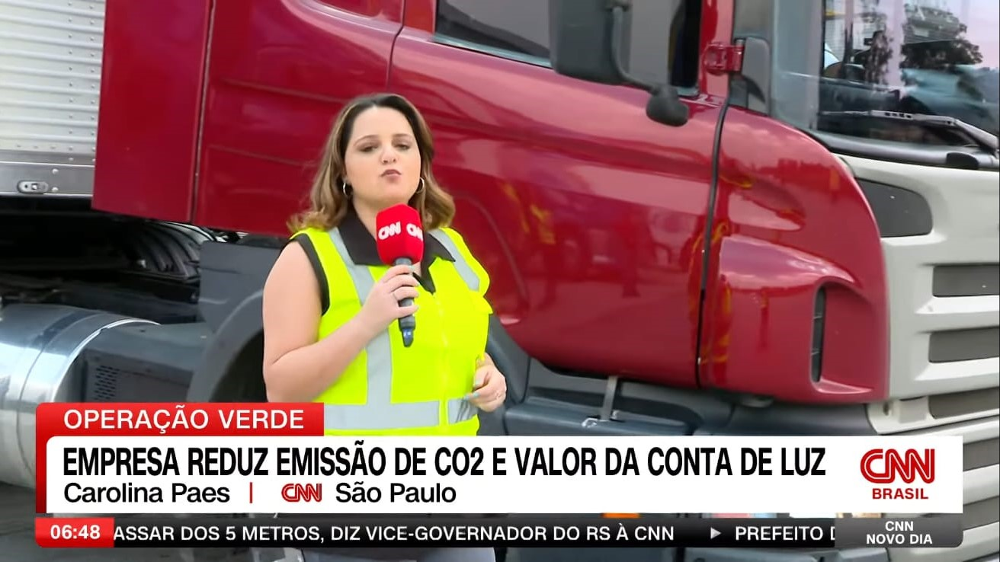 CNN CNN
OPERAÇÃO VERDE
EMPRESA REDUZ EMISSÃO DE CO2 E VALOR DA CONTA DE LUZ
Carolina Paes | CNN São Paulo
CNN
BRASIL
06:48 ASSAR DOS 5 METROS, DIZ VICE-GOVERNADOR DO RS À CNN ▶ PREFEITO D
CNN
NOVO DIA